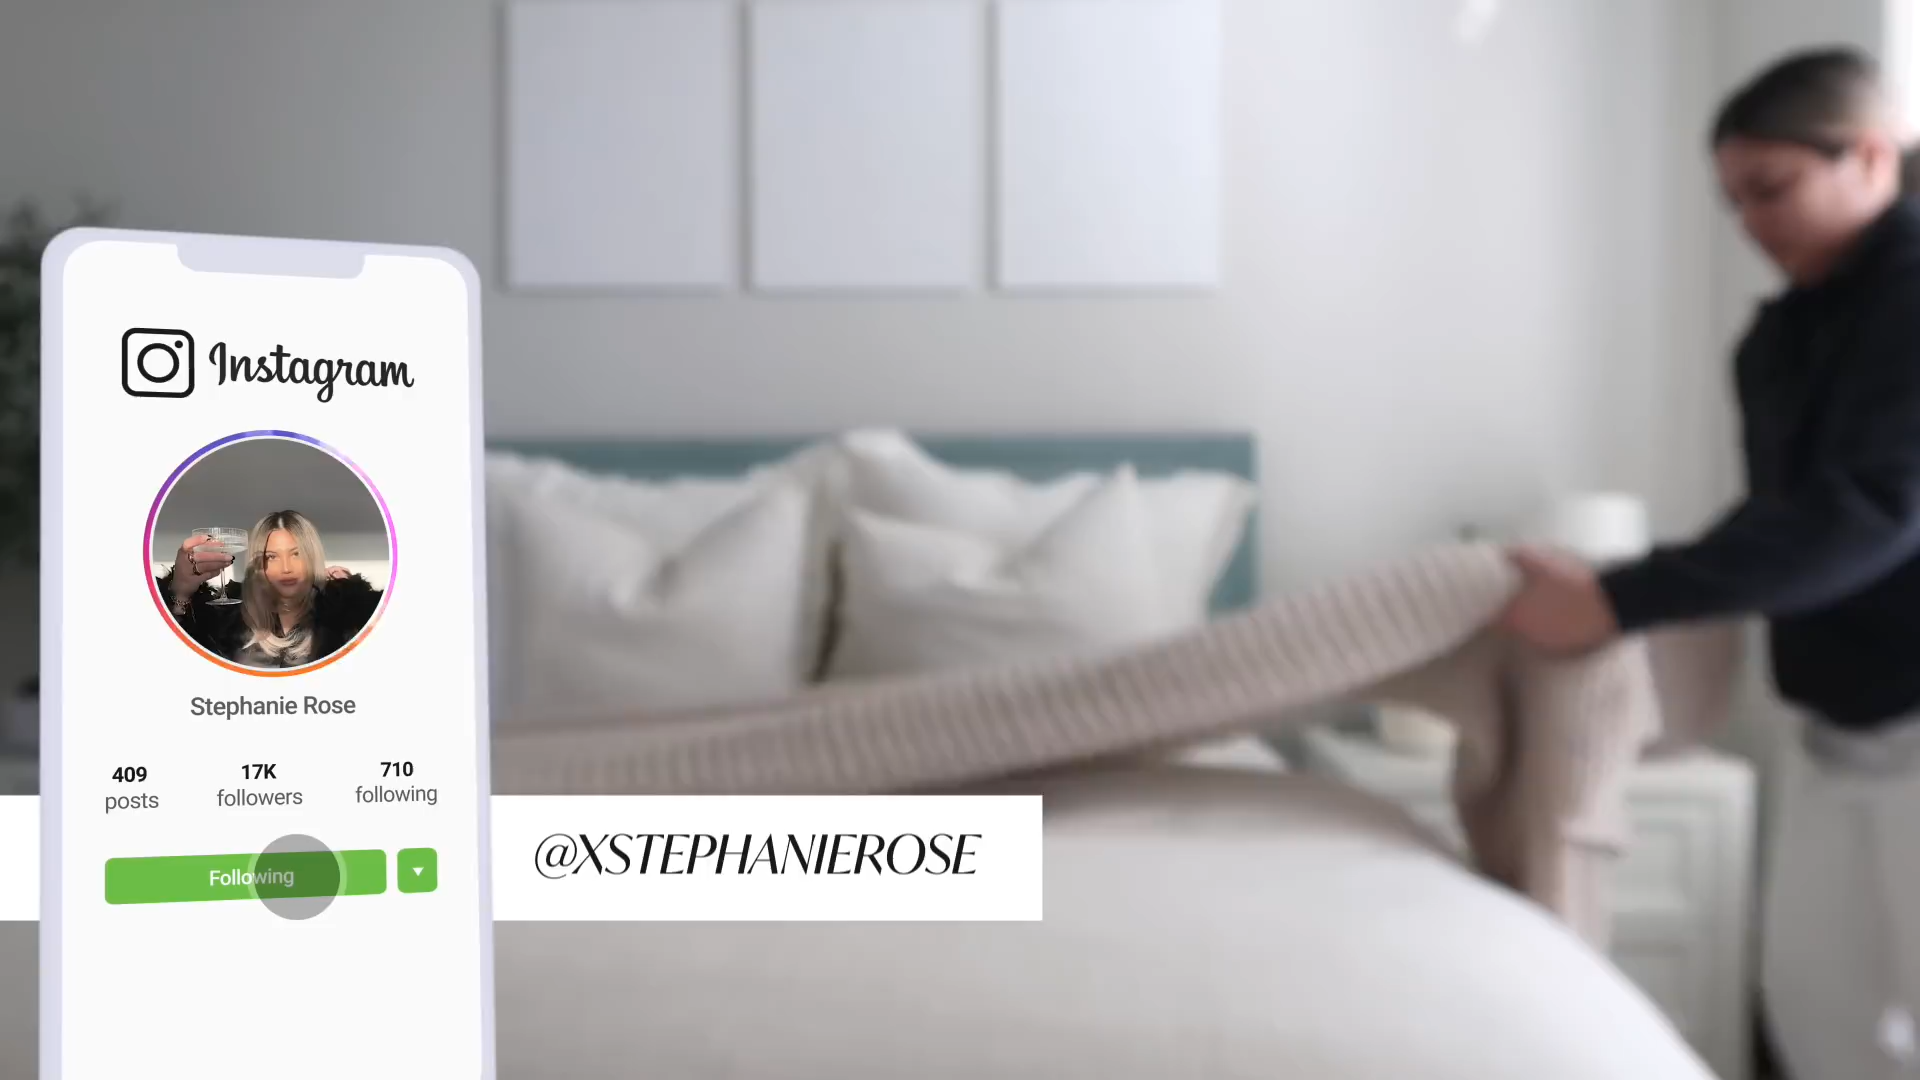 Instagram
Stephanie Rose
409 17K 710
posts followers following
Following
@XSTEPHANIEROSE